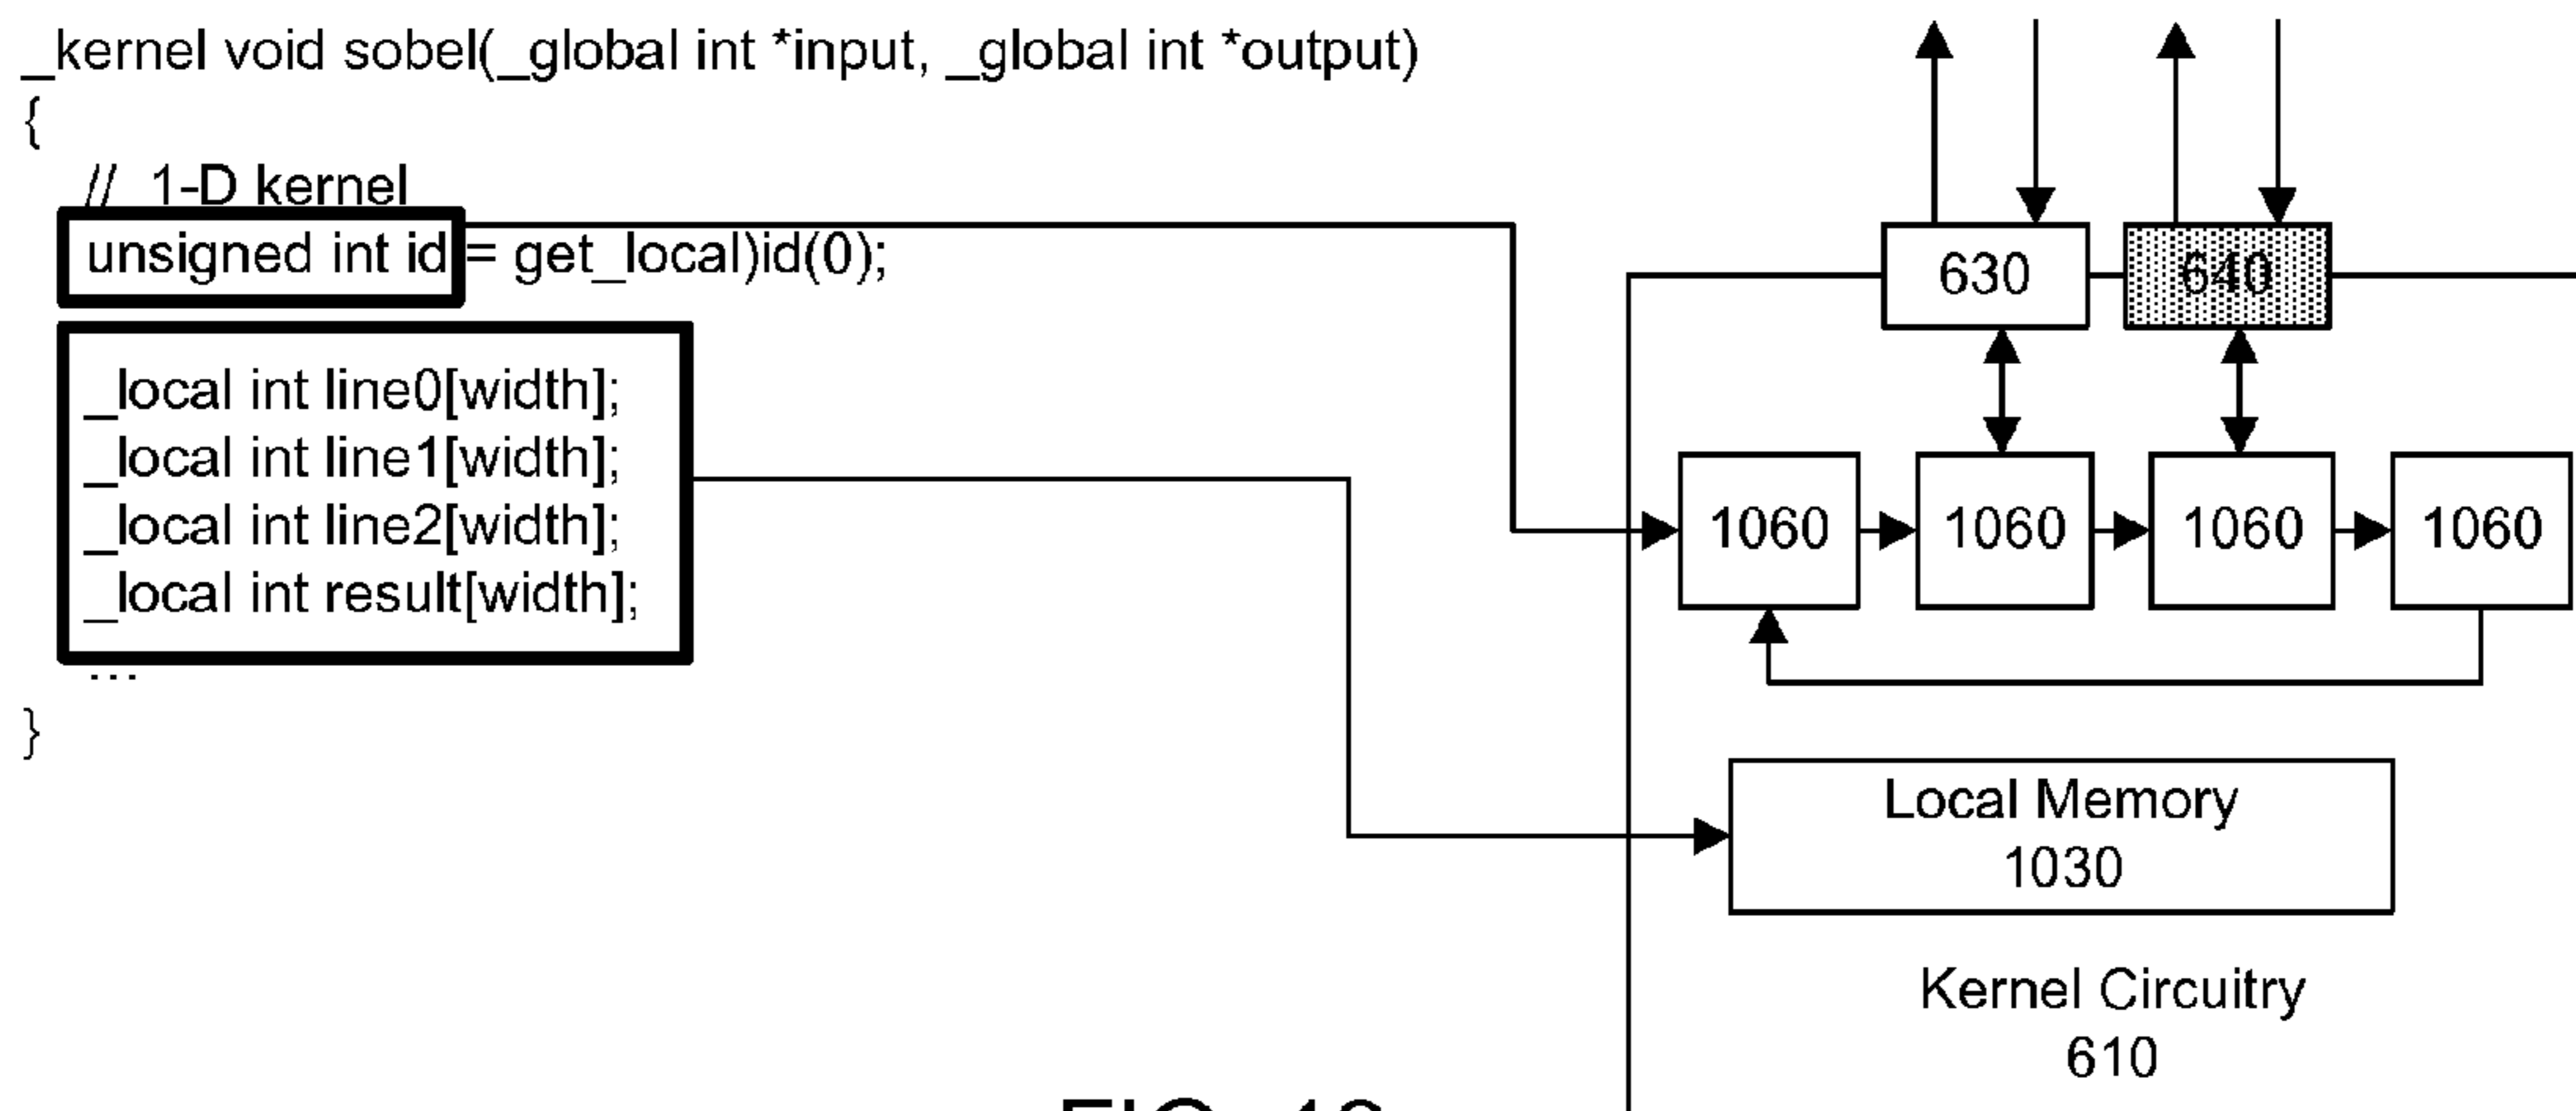 _kernel void sobel(_global int *input, _global int *output)
{
// 1-D kernel
unsigned int id = get_local)id(0);
_local int line0[width];
_local int line1[width];
_local int line2[width];
_local int result[width];
...
}
630
640
1060 1060 1060 1060
Local Memory
1030
Kernel Circuitry
610